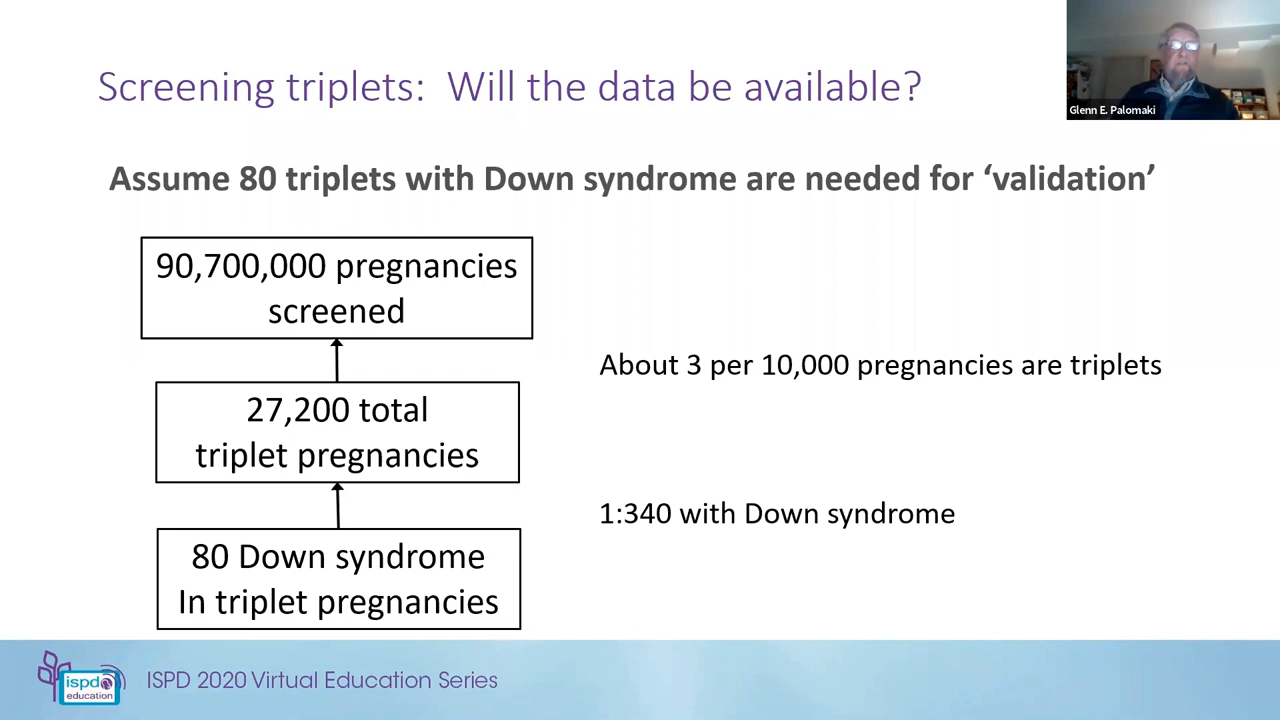 Screening triplets: Will the data be available?
Glenn E. Palomaki
Assume 80 triplets with Down syndrome are needed for ‘validation’
90,700,000 pregnancies
screened
About 3 per 10,000 pregnancies are triplets
27,200 total
triplet pregnancies
1:340 with Down syndrome
80 Down syndrome
In triplet pregnancies
ispd
education
ISPD 2020 Virtual Education Series